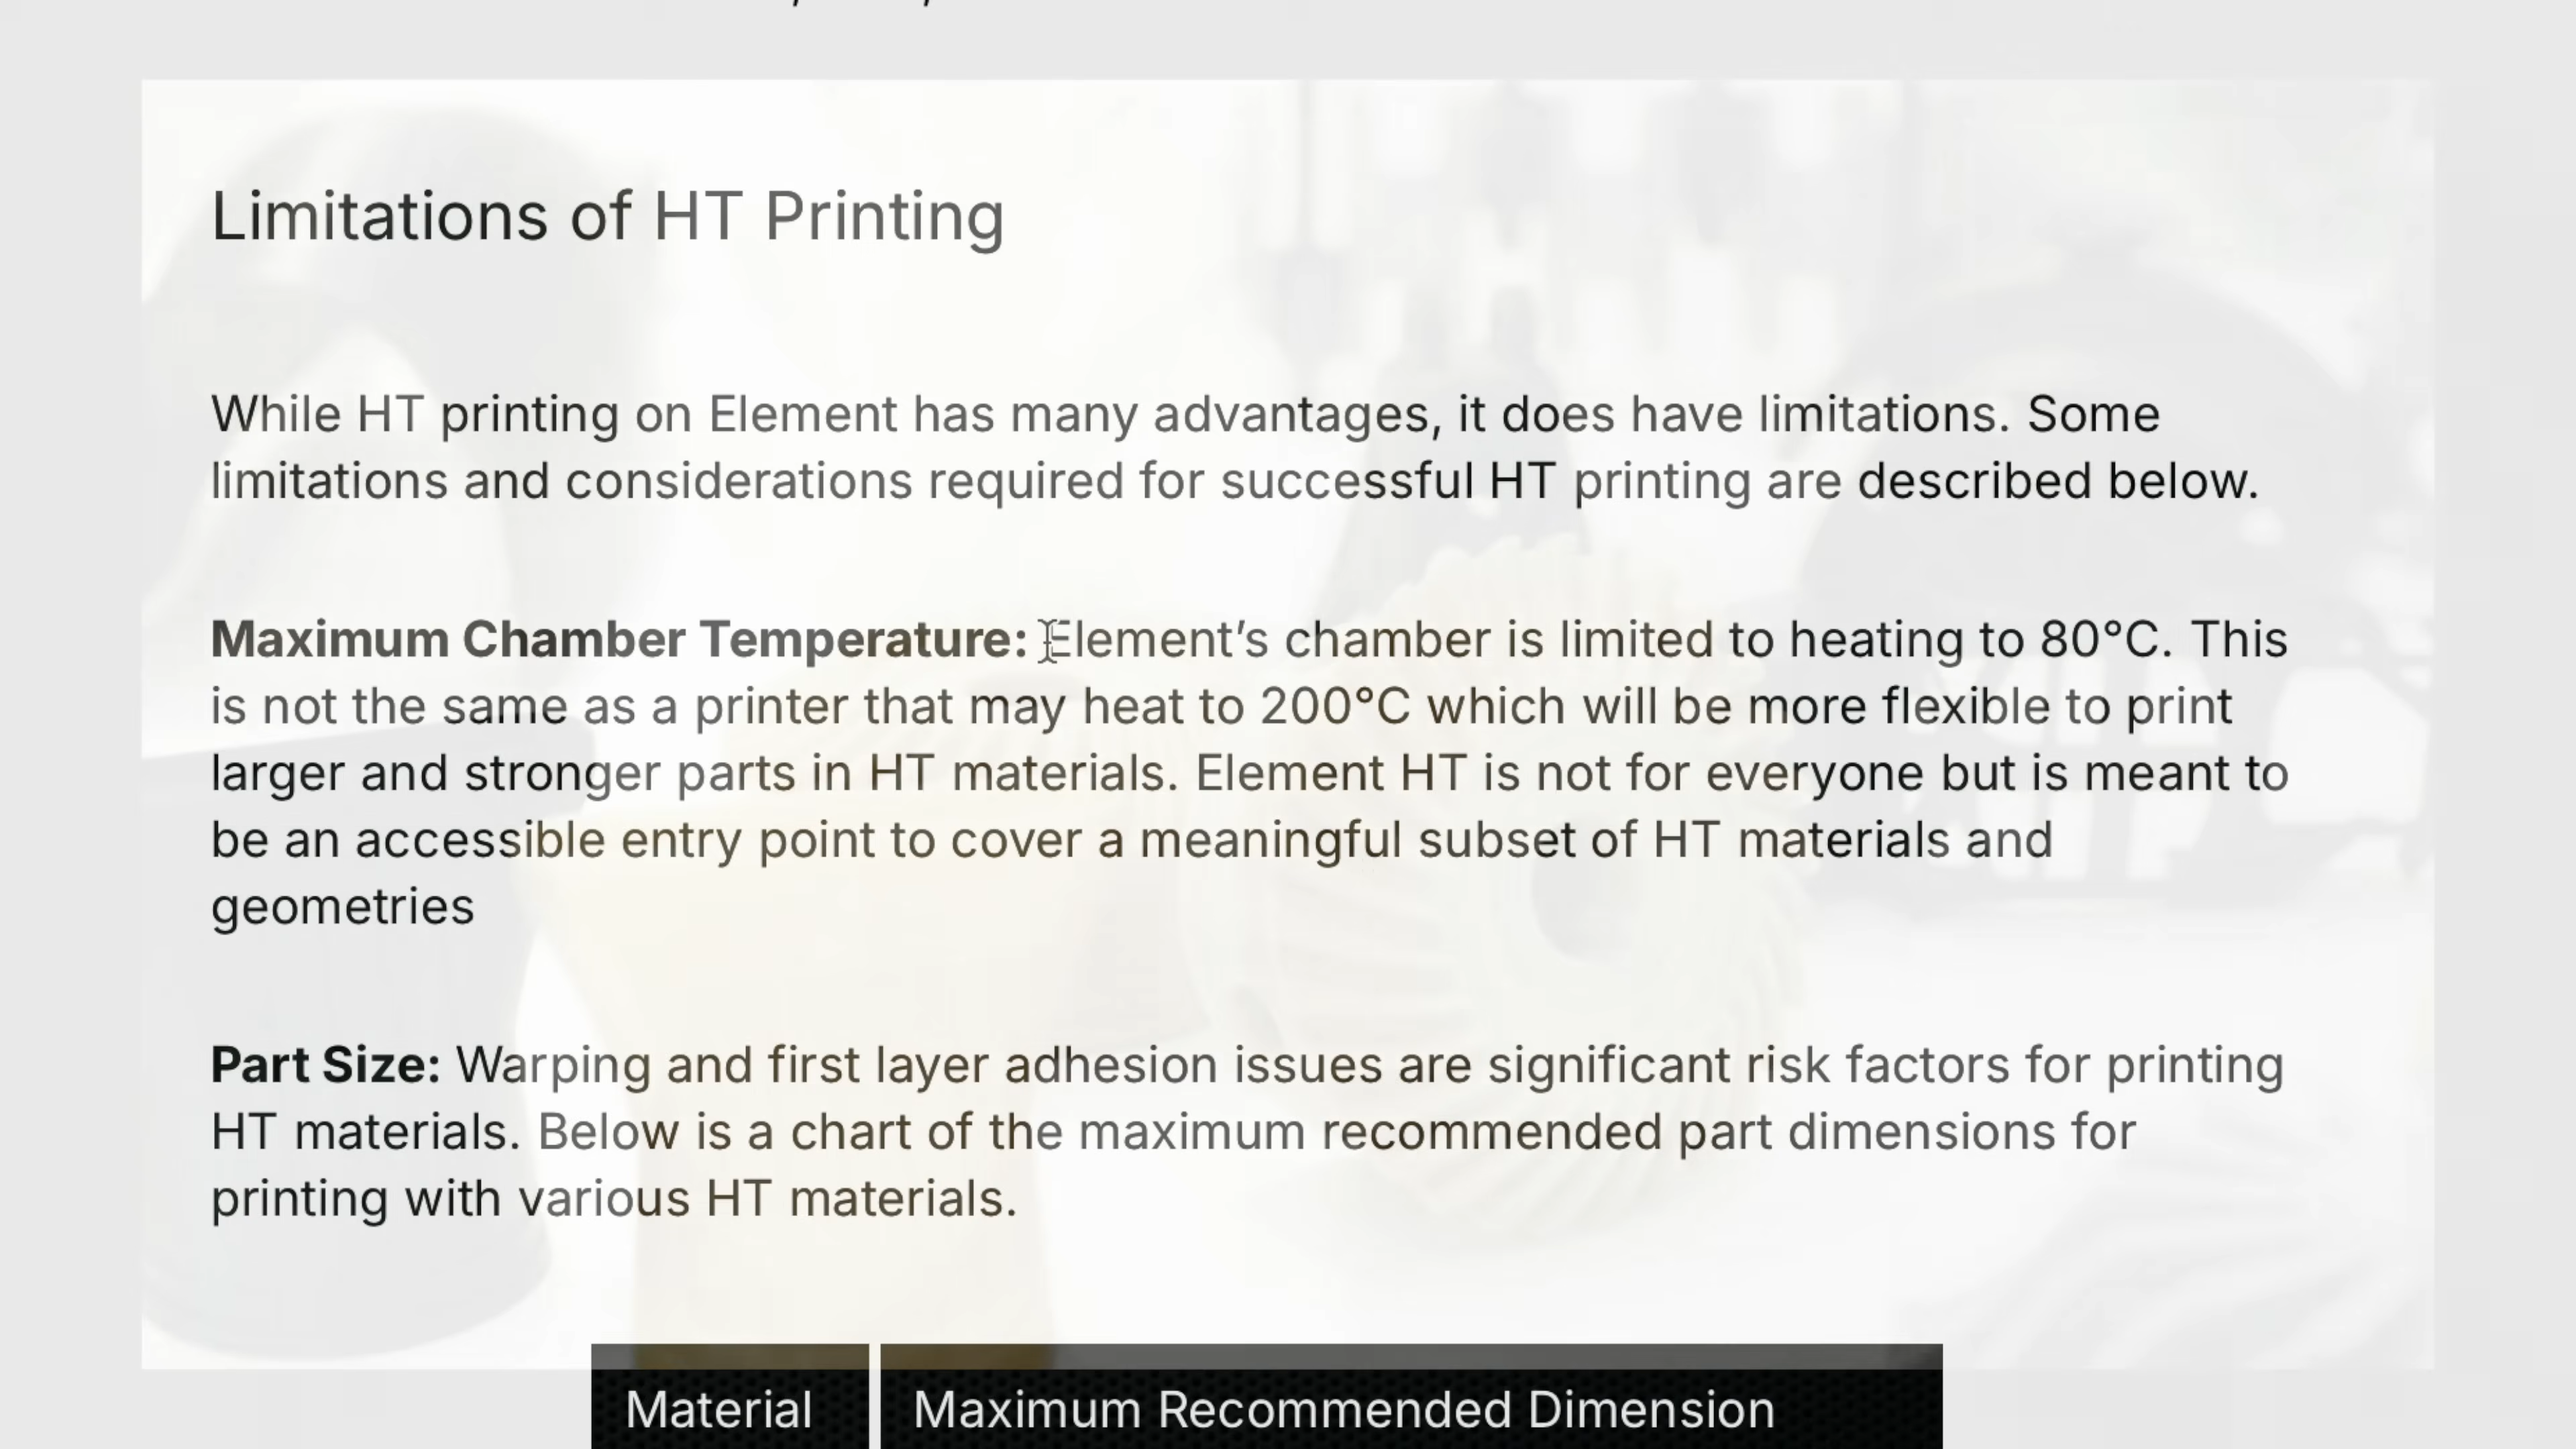 Limitations of HT Printing
While HT printing on Element has many advantages, it does have limitations. Some
limitations and considerations required for successful HT printing are described below.
Maximum Chamber Temperature: Element’s chamber is limited to heating to 80°C. This
is not the same as a printer that may heat to 200°C which will be more flexible to print
larger and stronger parts in HT materials. Element HT is not for everyone but is meant to
be an accessible entry point to cover a meaningful subset of HT materials and
geometries
Part Size: Warping and first layer adhesion issues are significant risk factors for printing
HT materials. Below is a chart of the maximum recommended part dimensions for
printing with various HT materials.
Material Maximum Recommended Dimension